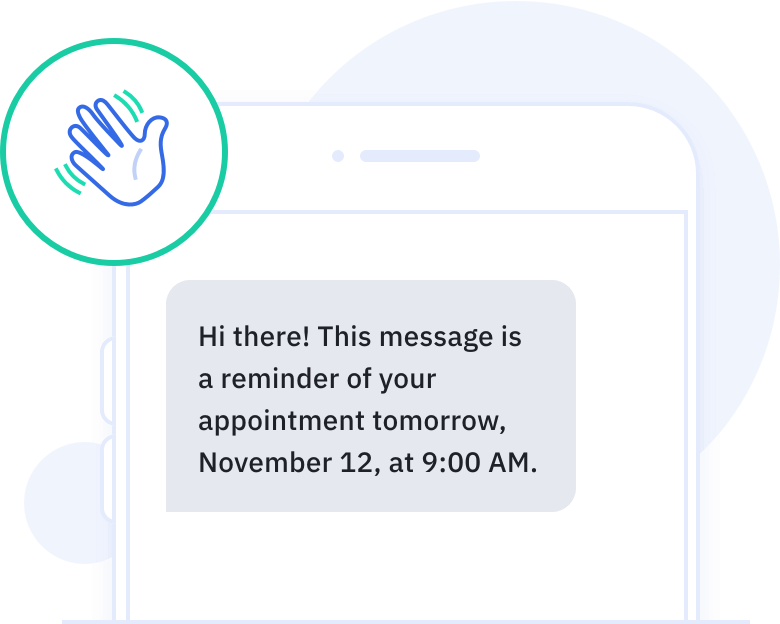 Hi there! This message is
a reminder of your
appointment tomorrow,
November 12, at 9:00 AM.